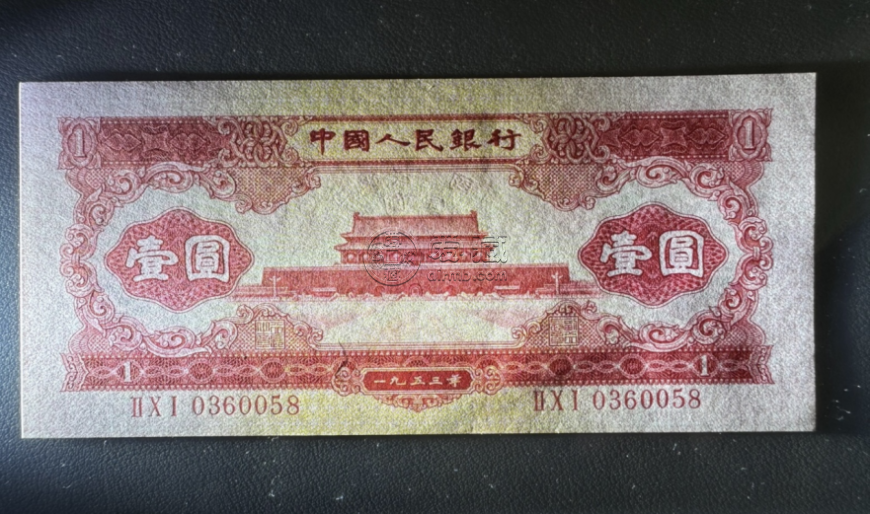 1 中國人民銀行 1
壹圓 壹圓
1 一九五三年 1
ⅡⅩⅠ 0360058 ⅡⅩⅠ 0360058